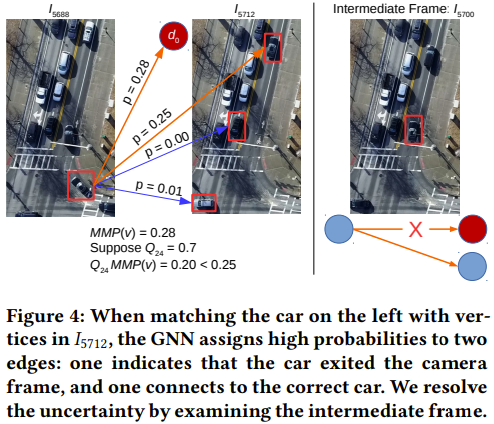 I5688
d0
I5712
Intermediate Frame: I5700
p = 0.28
p = 0.25
p = 0.00
p = 0.01
MMP(v) = 0.28
Suppose Q24 = 0.7
Q24 MMP(v) = 0.20 < 0.25
X
Figure 4: When matching the car on the left with ver-
tices in I5712, the GNN assigns high probabilities to two
edges: one indicates that the car exited the camera
frame, and one connects to the correct car. We resolve
the uncertainty by examining the intermediate frame.